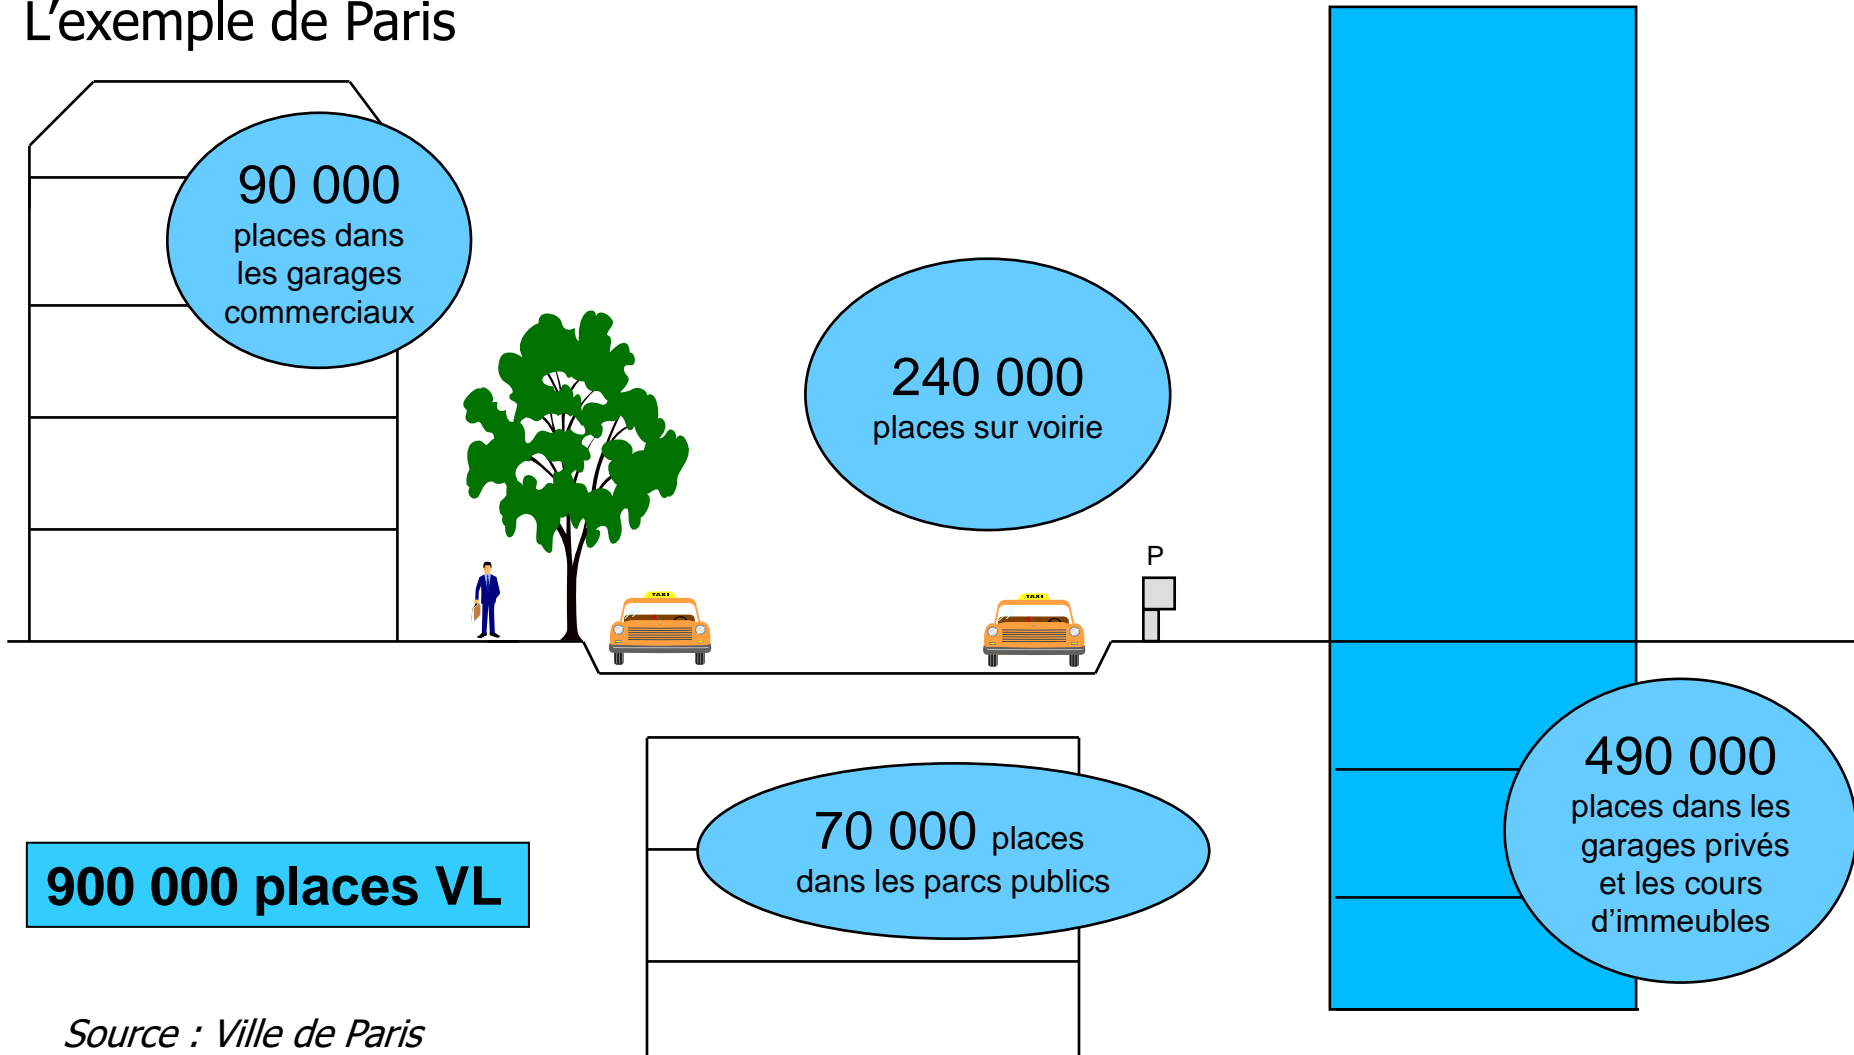 L'exemple de Paris
90 000
places dans
les garages
commerciaux
240 000
places sur voirie
P
TAXI
TAXI
490 000
places dans les
garages privés
et les cours
d’immeubles
70 000 places
dans les parcs publics
900 000 places VL
Source : Ville de Paris